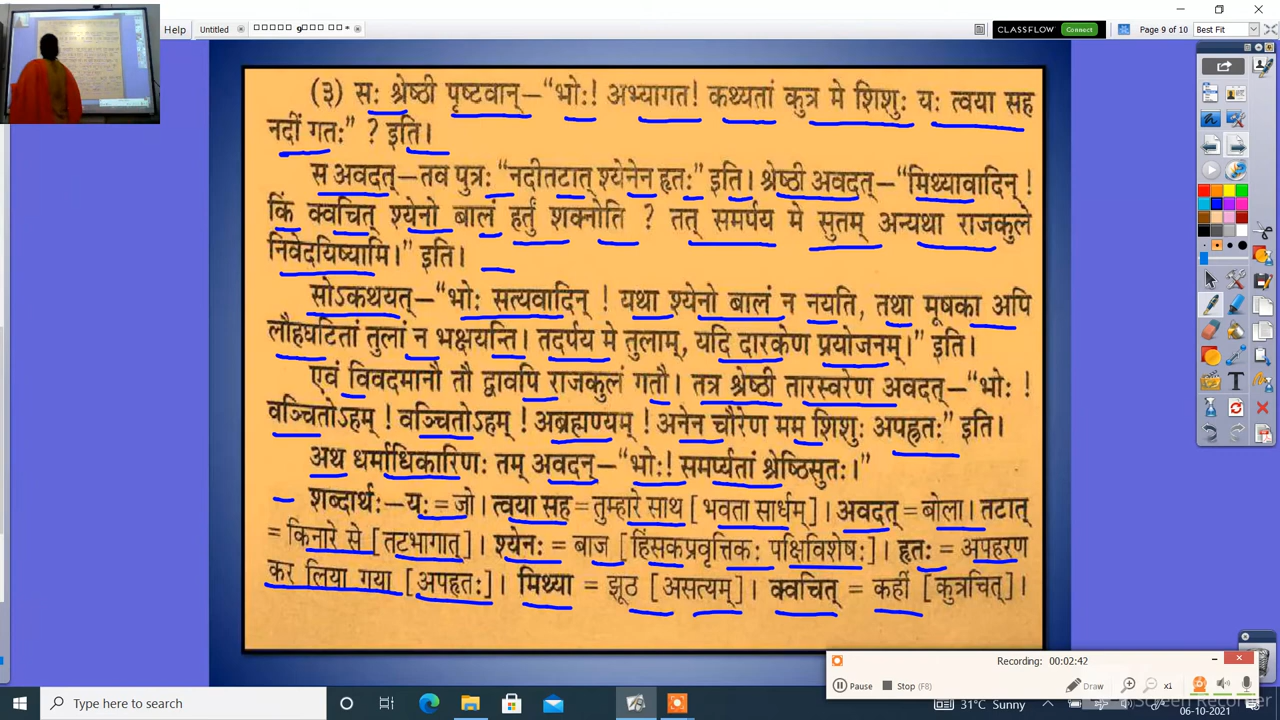 Help
Untitled
CLASSFLOW Connect
Page 9 of 10
Best Fit
(३) सः श्रेष्ठी पृष्टवान्–“भोः! अभ्यागत! कथ्यतां कुत्र मे शिशुः यः त्वया सह
नदीं गतः” ? इति।
स अवदत्–तव पुत्रः “नदीतटात् श्येनेन हृतः” इति। श्रेष्ठी अवदत्–“मिथ्यावादिन् !
किं क्वचित् श्येनो बालं हर्तुं शक्नोति ? तत् समर्पय मे सुतम् अन्यथा राजकुले
निवेदयिष्यामि।” इति।
सोऽकथयत्–“भोः सत्यवादिन् ! यथा श्येनो बालं न नयति, तथा मूषका अपि
लौहघटितां तुलां न भक्षयन्ति। तदर्पय मे तुलाम्, यदि दारकेण प्रयोजनम्।” इति।
एवं विवदमानौ तौ द्वावपि राजकुलं गतौ। तत्र श्रेष्ठी तारस्वरेण अवदत्–“भोः !
वञ्चितोऽहम् ! वञ्चितोऽहम् ! अब्रह्मण्यम् ! अनेन चौरेण मम शिशुः अपहृतः” इति।
अथ धर्माधिकारिणः तम् अवदन्–“भोः! समर्प्यतां श्रेष्ठिसुतः।”
शब्दार्थः–यः = जो। त्वया सह = तुम्हारे साथ [ भवता सार्धम् ]। अवदत् = बोला। तटात्
= किनारे से [ तटभागात् ]। श्येनः = बाज [ हिंसकप्रवृत्तिकः पक्षिविशेषः ]। हृतः = अपहरण
कर लिया गया [ अपहृतः ]। मिथ्या = झूठ [ असत्यम् ]। क्वचित् = कहीं [ कुत्रचित् ]।
Recording: 00:02:42
Pause Stop (F8) Draw x1
Type here to search
31°C Sunny
06-10-2021